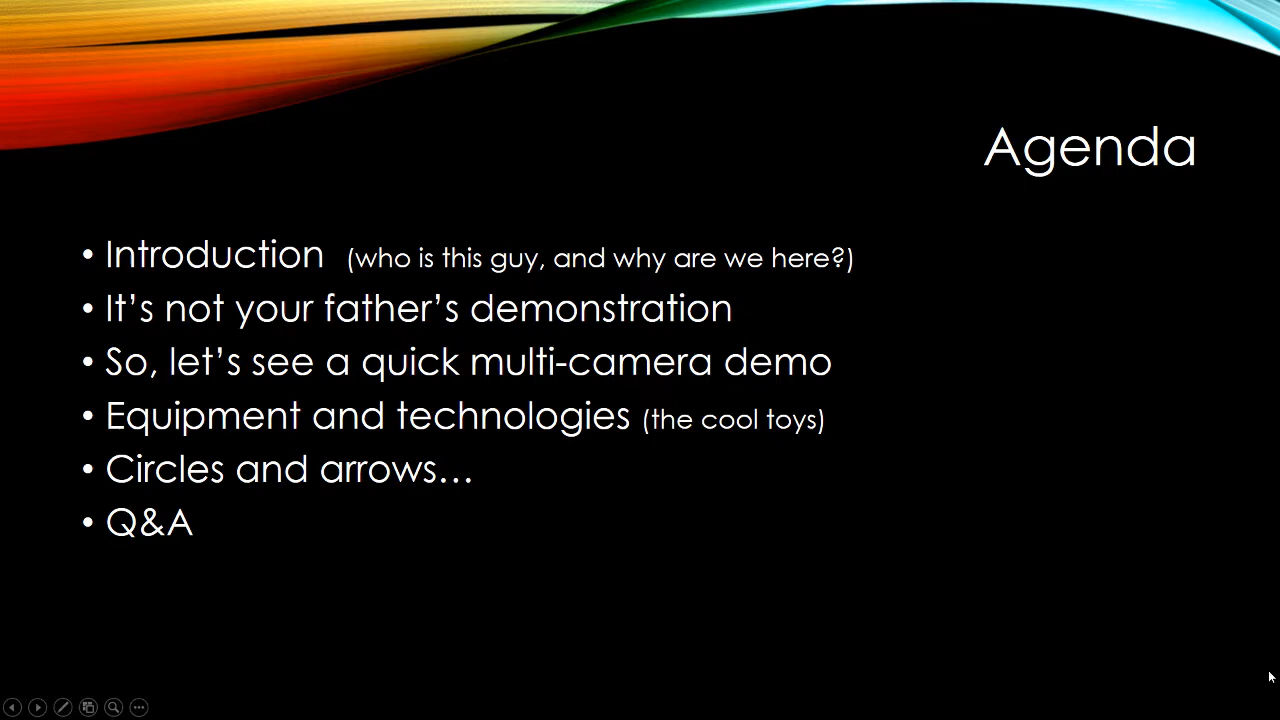 Agenda
• Introduction (who is this guy, and why are we here?)
• It’s not your father’s demonstration
• So, let’s see a quick multi-camera demo
• Equipment and technologies (the cool toys)
• Circles and arrows…
• Q&A